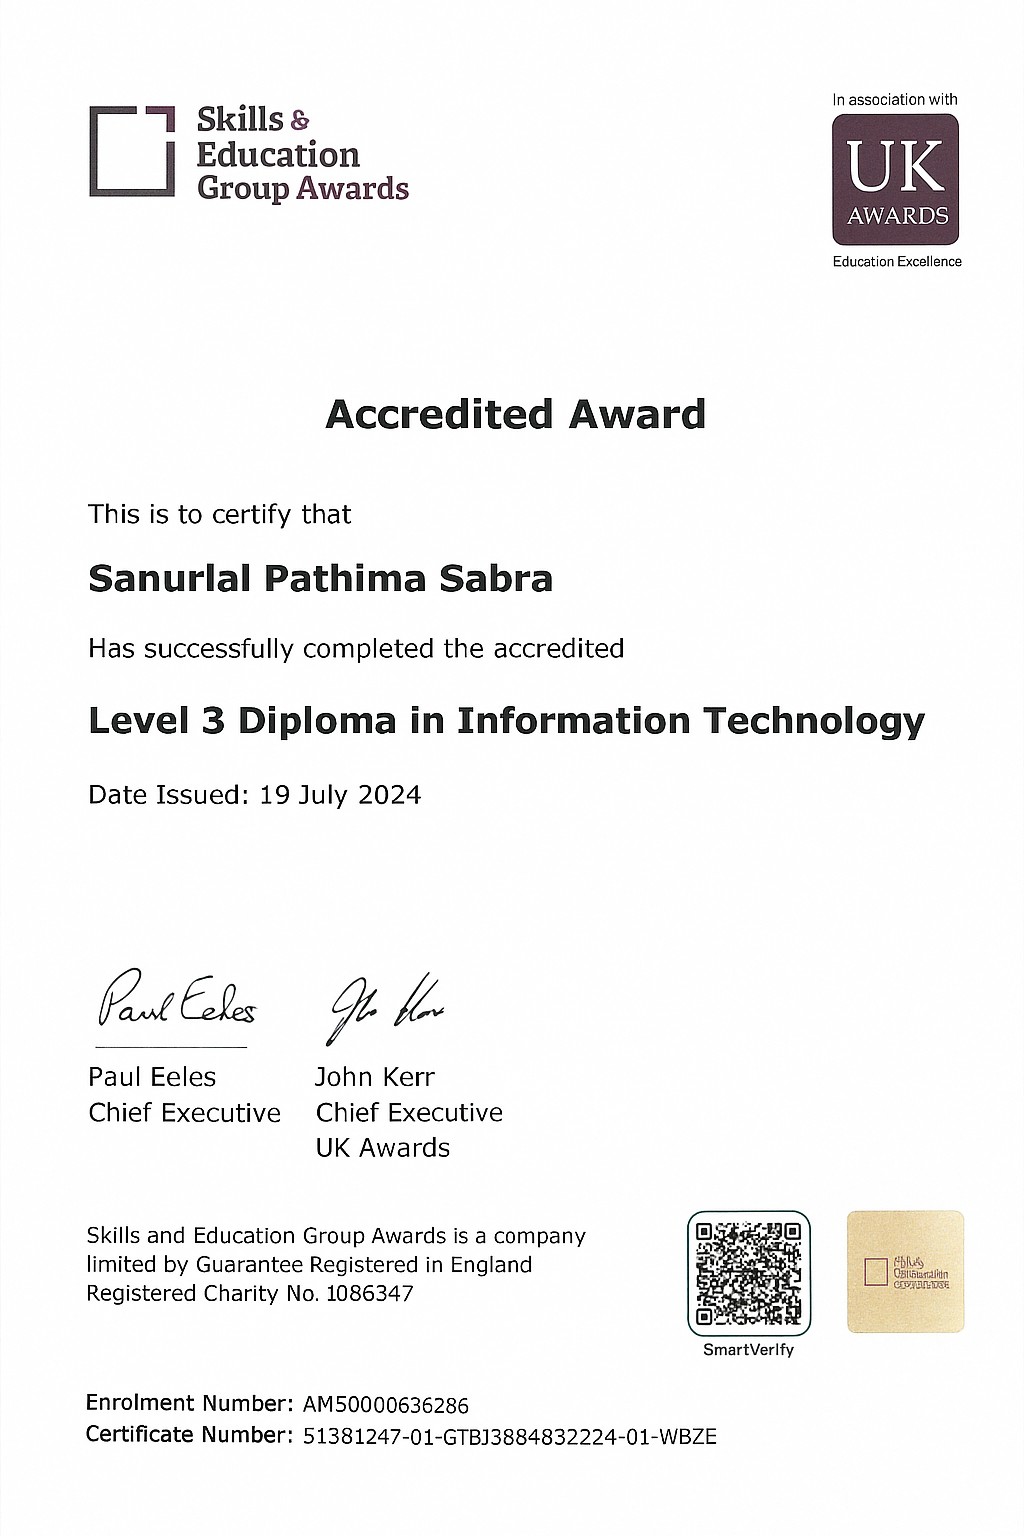 Skills &
Education
Group Awards
In association with
UK
AWARDS
Education Excellence
Accredited Award
This is to certify that
Sanurlal Pathima Sabra
Has successfully completed the accredited
Level 3 Diploma in Information Technology
Date Issued: 19 July 2024
Paul Eeles
Paul Eeles
Chief Executive
John Kerr
Chief Executive
UK Awards
Skills and Education Group Awards is a company
limited by Guarantee Registered in England
Registered Charity No. 1086347
SmartVerIfy
Enrolment Number: AM50000636286
Certificate Number: 51381247-01-GTBJ3884832224-01-WBZE